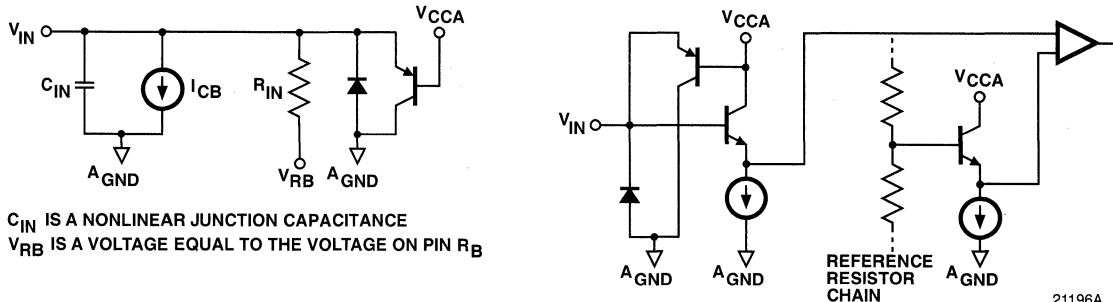 VIN
CIN
ICB
RIN
VCCA
AGND
VRB
AGND
CIN IS A NONLINEAR JUNCTION CAPACITANCE
VRB IS A VOLTAGE EQUAL TO THE VOLTAGE ON PIN RB
VCCA
VIN
AGND
AGND
VCCA
REFERENCE
RESISTOR
CHAIN
AGND
21196A